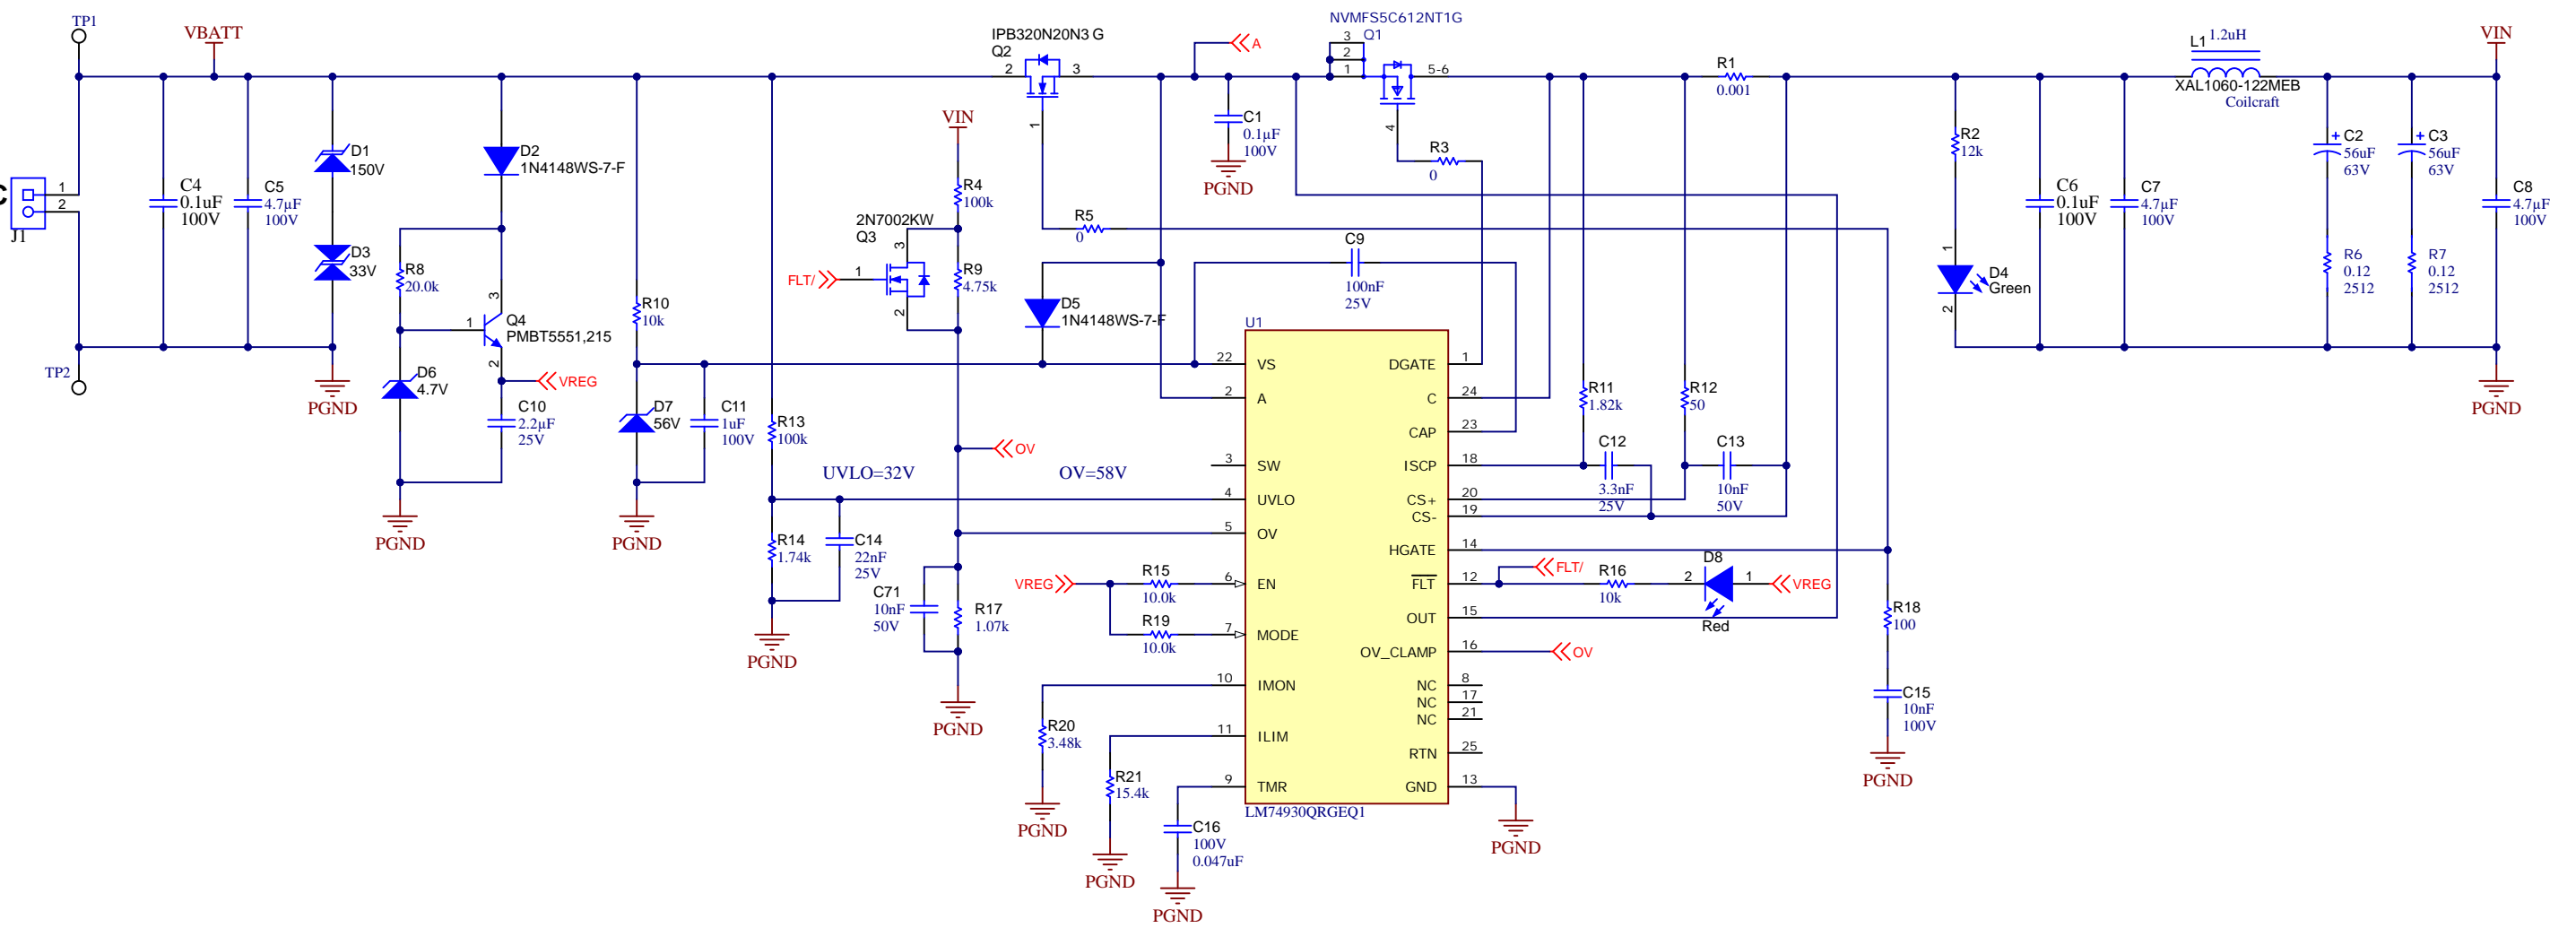 TP1
VBATT
TP2
J1
1
2
C4
0.1uF
100V
C5
4.7µF
100V
D1
150V
D3
33V
PGND
D2
1N4148WS-7-F
R8
20.0k
3
1
2
Q4
PMBT5551,215
VREG
D6
4.7V
C10
2.2µF
25V
PGND
R10
10k
D7
56V
C11
1uF
100V
PGND
R13
100k
UVLO=32V
R14
1.74k
C14
22nF
25V
PGND
2N7002KW
Q3
FLT/
1
3
2
VIN
R4
100k
R9
4.75k
OV
OV=58V
C71
10nF
50V
R17
1.07k
PGND
IPB320N20N3 G
Q2
2
3
1
R5
0
D5
1N4148WS-7-F
A
C1
0.1µF
100V
PGND
NVMFS5C612NT1G
Q1
3
2
1
5-6
4
R3
0
C9
100nF
25V
R1
0.001
R11
1.82k
R12
50
C12
3.3nF
25V
C13
10nF
50V
VREG
R15
10.0k
R19
10.0k
R20
3.48k
PGND
R21
15.4k
PGND
C16
100V
0.047uF
PGND
U1
22 VS
2 A
3 SW
4 UVLO
5 OV
6 EN
7 MODE
10 IMON
11 ILIM
9 TMR
DGATE 1
C 24
CAP 23
ISCP 18
CS+ 20
CS- 19
HGATE 14
FLT 12
OUT 15
OV_CLAMP 16
NC 8
NC 17
NC 21
RTN 25
GND 13
LM74930QRGEQ1
PGND
FLT/
R16
10k
D8
2
1
Red
VREG
OV
R18
100
C15
10nF
100V
PGND
R2
12k
1
D4
Green
2
C6
0.1uF
100V
C7
4.7µF
100V
L1
1.2uH
XAL1060-122MEB
Coilcraft
+ C2
56uF
63V
R6
0.12
2512
+ C3
56uF
63V
R7
0.12
2512
VIN
C8
4.7µF
100V
PGND